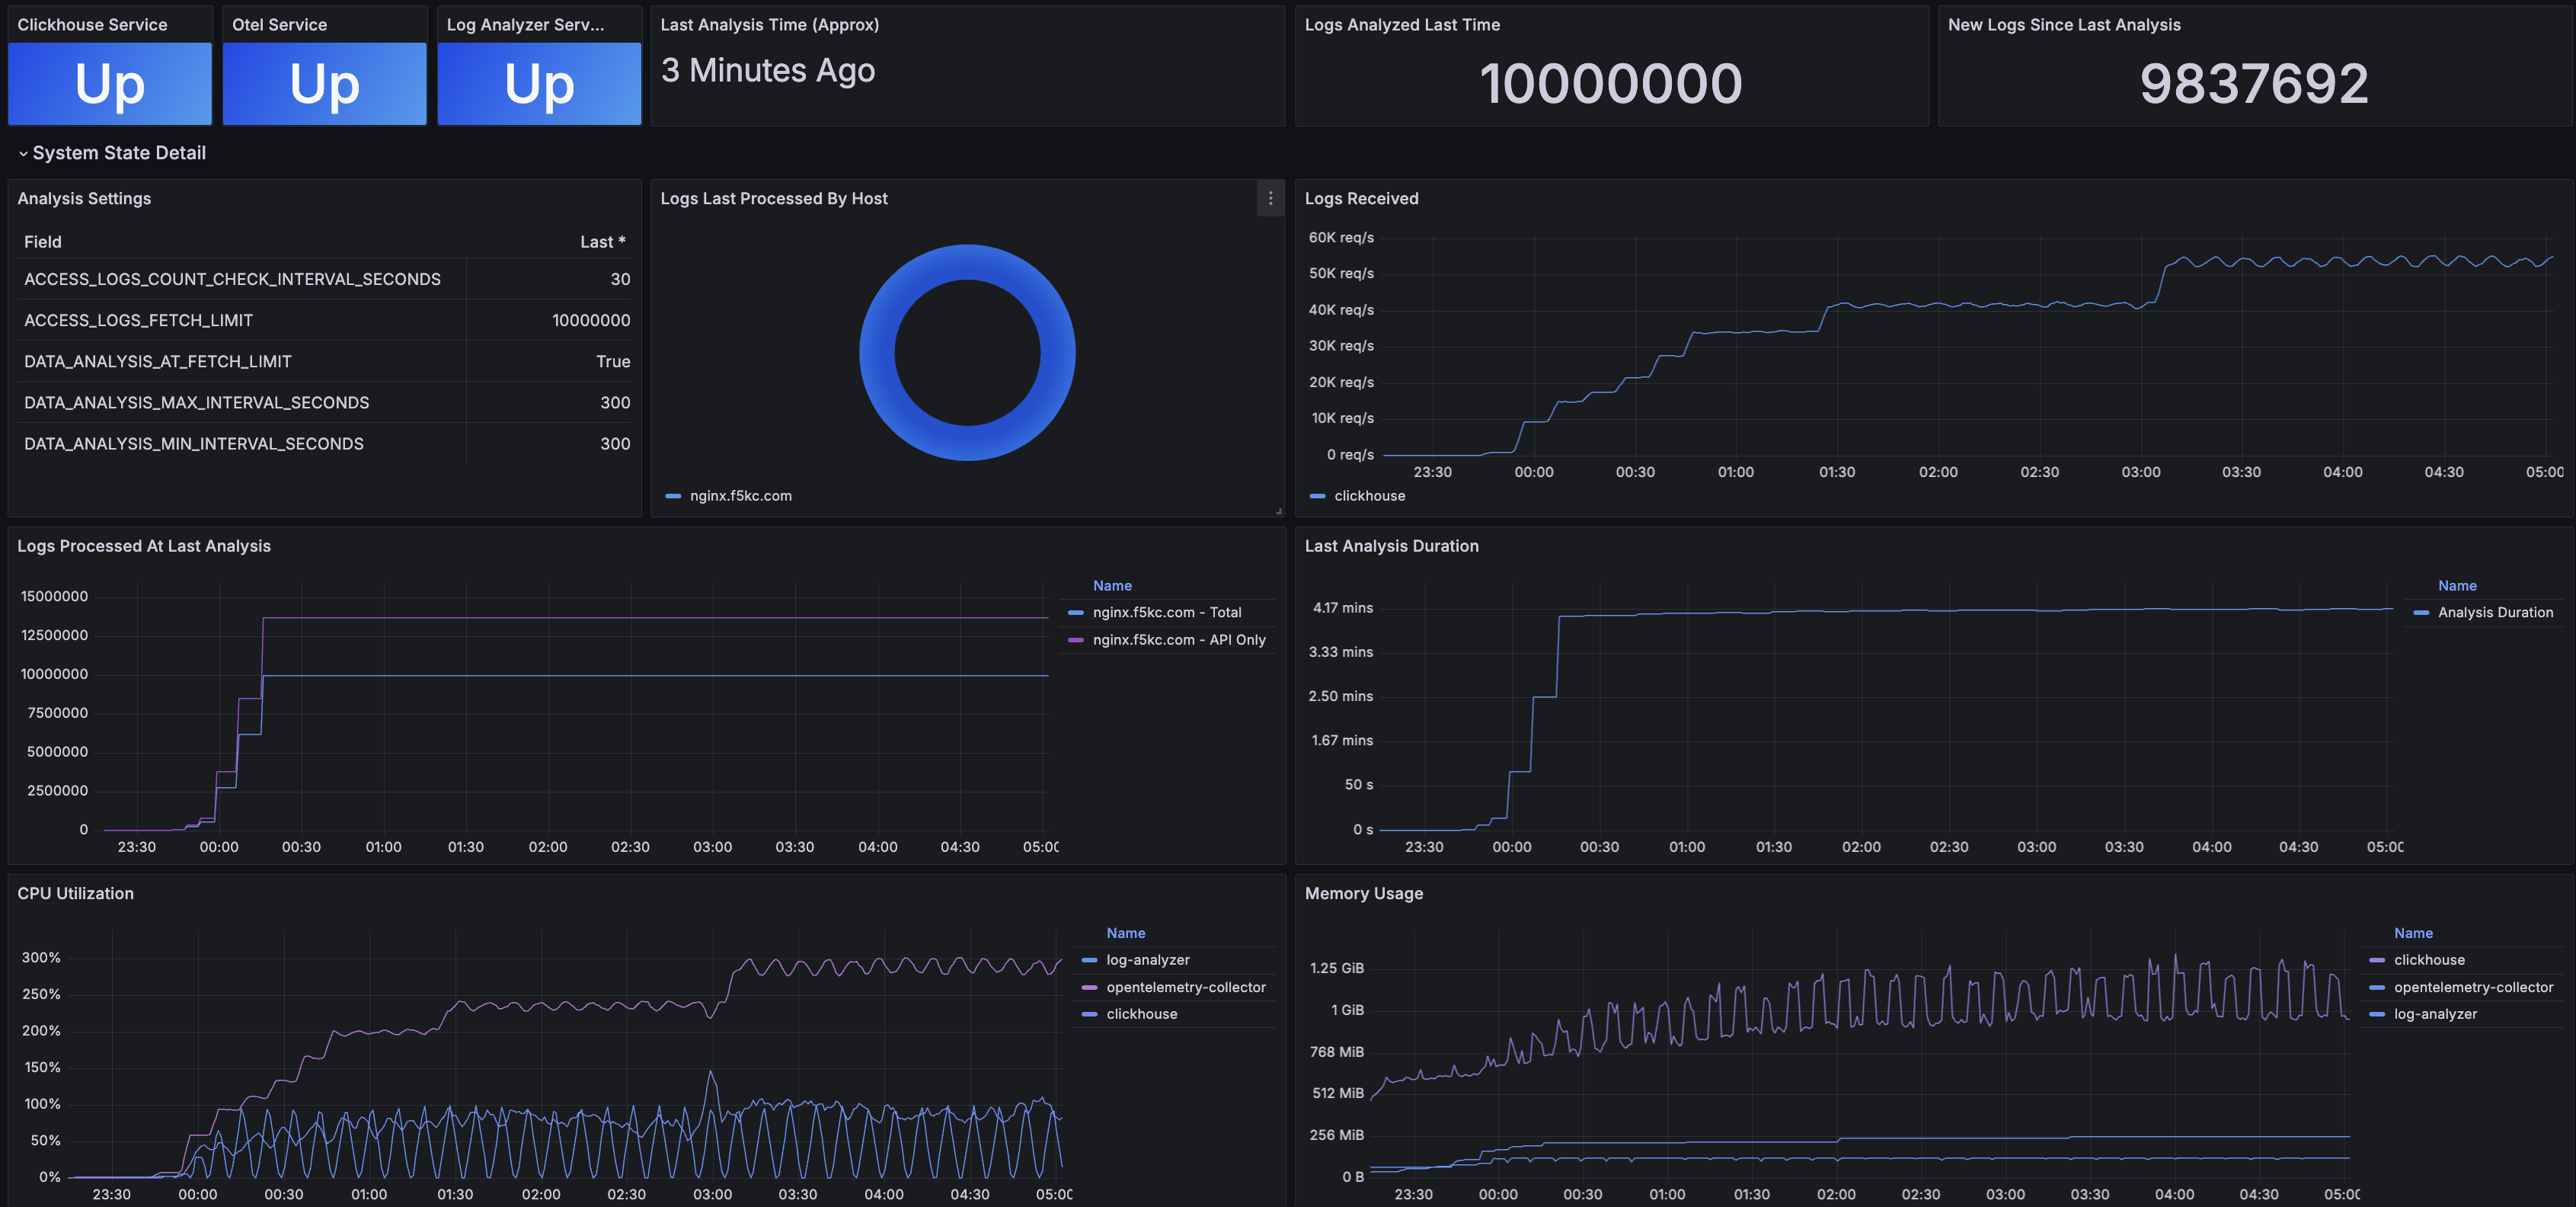 Clickhouse Service
Otel Service
Log Analyzer Serv...
Last Analysis Time (Approx)
Logs Analyzed Last Time
New Logs Since Last Analysis
Up
Up
Up
3 Minutes Ago
10000000
9837692
System State Detail
Analysis Settings
Field Last *
ACCESS_LOGS_COUNT_CHECK_INTERVAL_SECONDS 30
ACCESS_LOGS_FETCH_LIMIT 10000000
DATA_ANALYSIS_AT_FETCH_LIMIT True
DATA_ANALYSIS_MAX_INTERVAL_SECONDS 300
DATA_ANALYSIS_MIN_INTERVAL_SECONDS 300
Logs Last Processed By Host
nginx.f5kc.com
Logs Received
60K req/s
50K req/s
40K req/s
30K req/s
20K req/s
10K req/s
0 req/s
23:30 00:00 00:30 01:00 01:30 02:00 02:30 03:00 03:30 04:00 04:30 05:00
clickhouse
Logs Processed At Last Analysis
15000000
12500000
10000000
7500000
5000000
2500000
0
23:30 00:00 00:30 01:00 01:30 02:00 02:30 03:00 03:30 04:00 04:30 05:00
Name
nginx.f5kc.com - Total
nginx.f5kc.com - API Only
Last Analysis Duration
4.17 mins
3.33 mins
2.50 mins
1.67 mins
50 s
0 s
23:30 00:00 00:30 01:00 01:30 02:00 02:30 03:00 03:30 04:00 04:30 05:00
Name
Analysis Duration
CPU Utilization
300%
250%
200%
150%
100%
50%
0%
23:30 00:00 00:30 01:00 01:30 02:00 02:30 03:00 03:30 04:00 04:30 05:00
Name
log-analyzer
opentelemetry-collector
clickhouse
Memory Usage
1.25 GiB
1 GiB
768 MiB
512 MiB
256 MiB
0 B
23:30 00:00 00:30 01:00 01:30 02:00 02:30 03:00 03:30 04:00 04:30 05:00
Name
clickhouse
opentelemetry-collector
log-analyzer